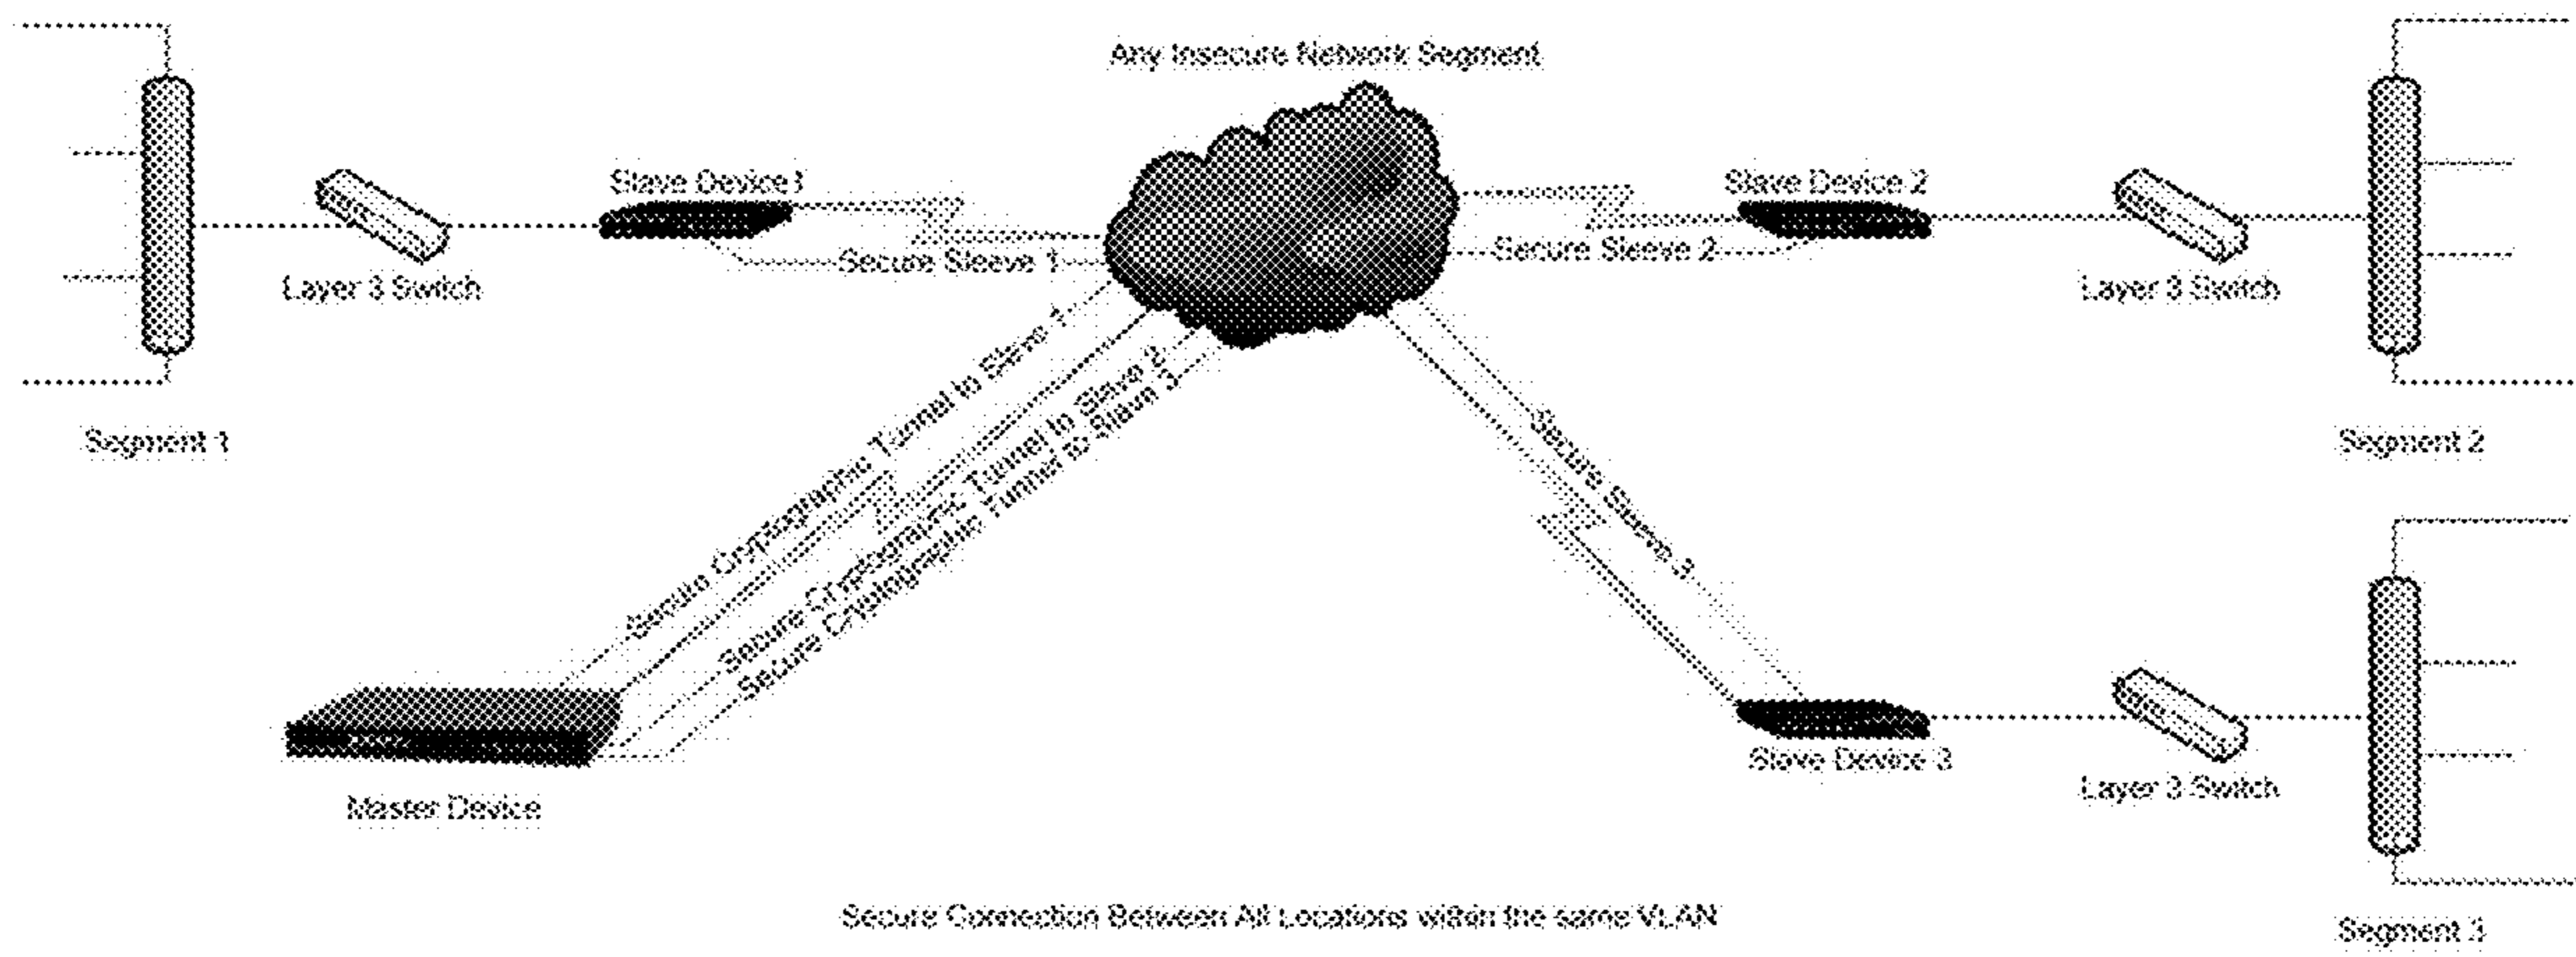 Any Insecure Network Segment
Slave Device 1
Slave Device 2
Secure Sleeve 1
Secure Sleeve 2
Layer 3 Switch
Layer 3 Switch
Secure Cryptographic Tunnel to Slave 1
Secure Cryptographic Tunnel to Slave 2
Secure Cryptographic Tunnel to Slave 3
Secure Sleeve 3
Segment 1
Segment 2
Master Device
Slave Device 3
Layer 3 Switch
Secure Connection Between All Locations within the same VLAN
Segment 3